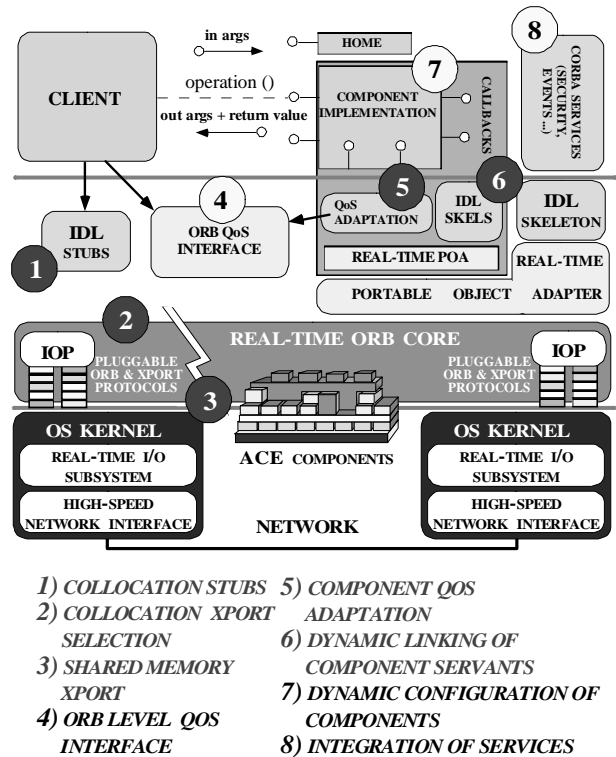 in args
HOME
8
CORBA SERVICES
(SECURITY,
EVENTS ...)
7
CLIENT
operation ()
COMPONENT
IMPLEMENTATION
CALLBACKS
out args + return value
4
5
6
QoS
ADAPTATION
IDL
SKELS
IDL
SKELETON
IDL
STUBS
1
ORB QoS
INTERFACE
REAL-TIME POA
REAL-TIME
PORTABLE OBJECT ADAPTER
2
REAL-TIME ORB CORE
IOP
PLUGGABLE
ORB & XPORT
PROTOCOLS
IOP
PLUGGABLE
ORB & XPORT
PROTOCOLS
3
OS KERNEL
REAL-TIME I/O
SUBSYSTEM
HIGH-SPEED
NETWORK INTERFACE
ACE COMPONENTS
OS KERNEL
REAL-TIME I/O
SUBSYSTEM
HIGH-SPEED
NETWORK INTERFACE
NETWORK
1) COLLOCATION STUBS
2) COLLOCATION XPORT
SELECTION
3) SHARED MEMORY
XPORT
4) ORB LEVEL QOS
INTERFACE
5) COMPONENT QOS
ADAPTATION
6) DYNAMIC LINKING OF
COMPONENT SERVANTS
7) DYNAMIC CONFIGURATION OF
COMPONENTS
8) INTEGRATION OF SERVICES